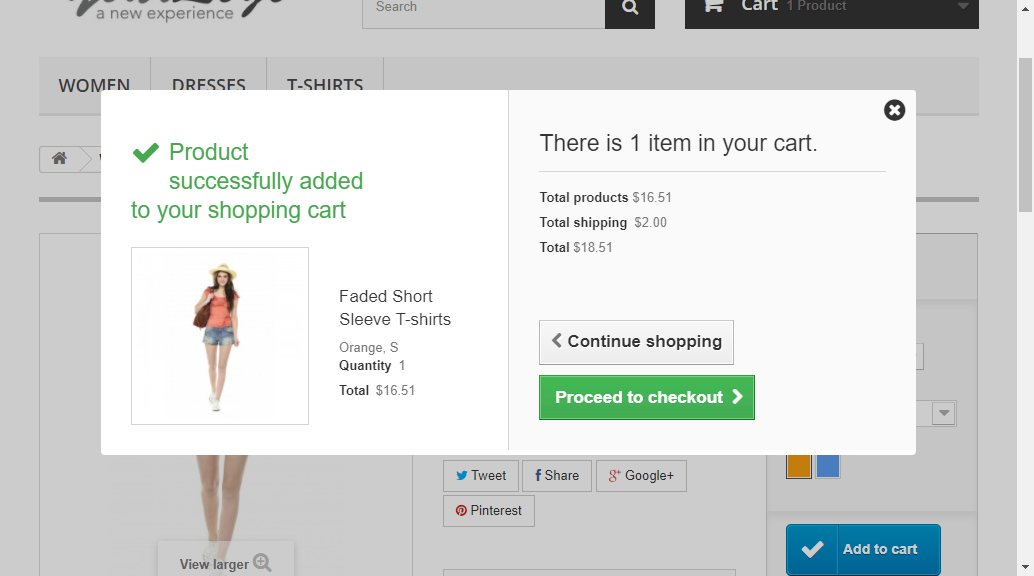 a new experience
Search
Cart 1 Product
WOMEN
DRESSES
T-SHIRTS
Product
successfully added
to your shopping cart
Faded Short
Sleeve T-shirts
Orange, S
Quantity 1
Total $16.51
There is 1 item in your cart.
Total products $16.51
Total shipping $2.00
Total $18.51
Continue shopping
Proceed to checkout
Tweet
Share
Google+
Pinterest
View larger
Add to cart